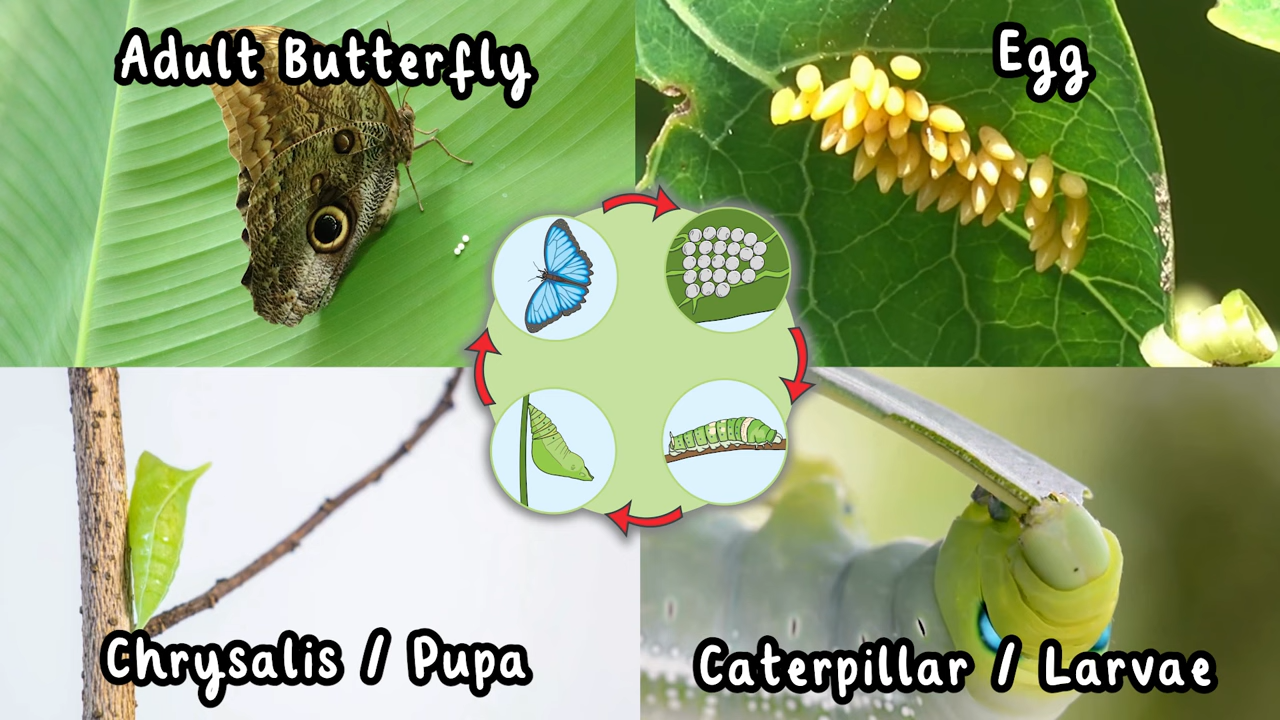 Adult Butterfly
Egg
Chrysalis / Pupa
Caterpillar / Larvae